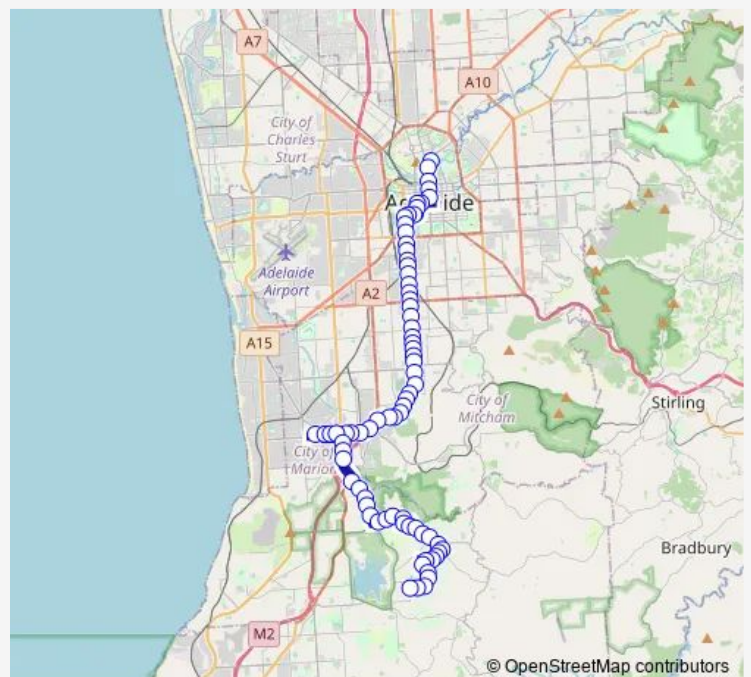 A7
A10
City of
Charles
Sturt
Adelaide
Adelaide
Airport
A2
A15
City of
Mitcham
Stirling
City of
Marion
Bradbury
M2
© OpenStreetMap contributors